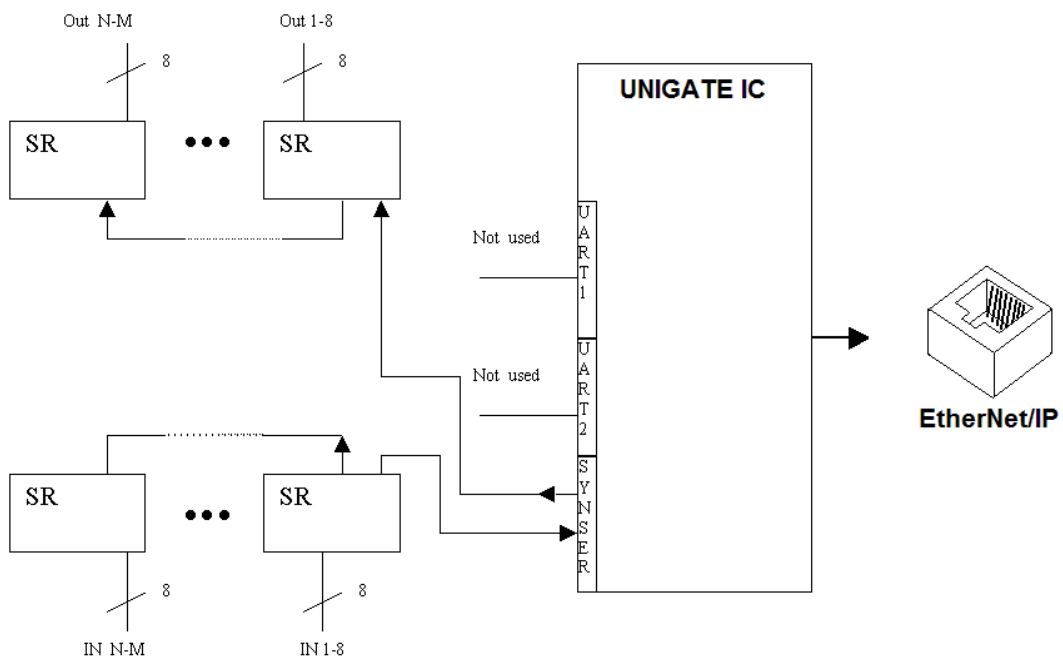 Out N-M
Out 1-8
8
8
UNIGATE IC
SR
SR
UART1
Not used
UART2
Not used
EtherNet/IP
SYNSER
SR
SR
8
8
IN N-M
IN 1-8